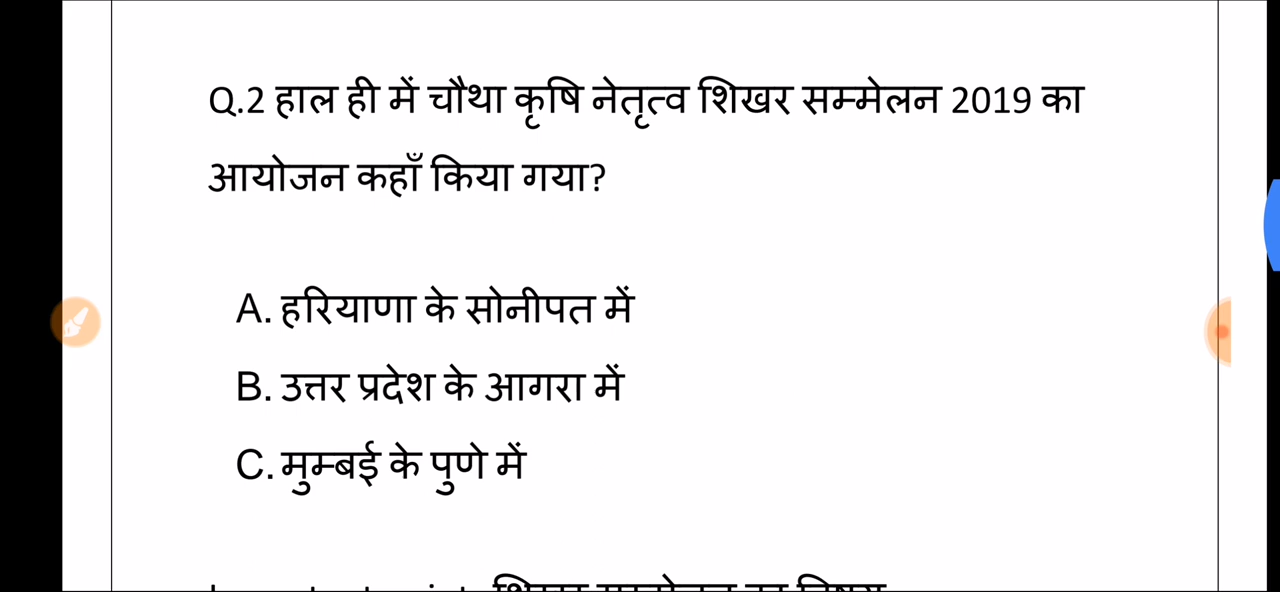 Q.2 हाल ही में चौथा कृषि नेतृत्व शिखर सम्मेलन 2019 का
आयोजन कहाँ किया गया?
A. हरियाणा के सोनीपत में
B. उत्तर प्रदेश के आगरा में
C. मुम्बई के पुणे में